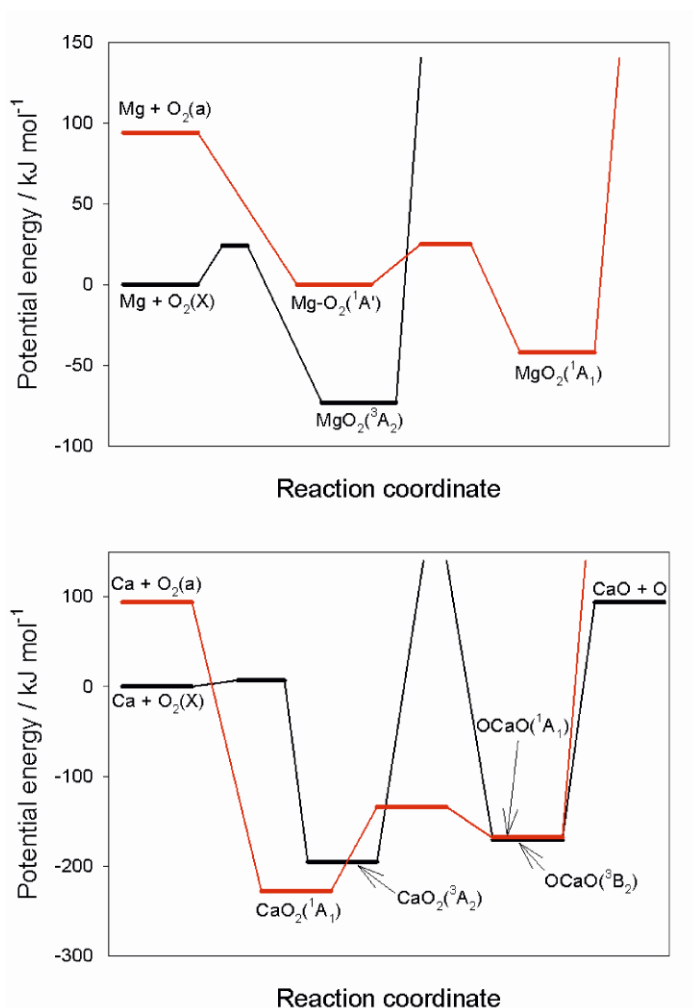 150
100
50
0
-50
-100
Potential energy / kJ mol⁻¹
Mg + O₂(a)
Mg + O₂(X)
Mg-O₂(¹A')
MgO₂(³A₂)
MgO₂(¹A₁)
Reaction coordinate
100
0
-100
-200
-300
Potential energy / kJ mol⁻¹
Ca + O₂(a)
CaO + O
Ca + O₂(X)
OCaO(¹A₁)
CaO₂(¹A₁)
CaO₂(³A₂)
OCaO(³B₂)
Reaction coordinate